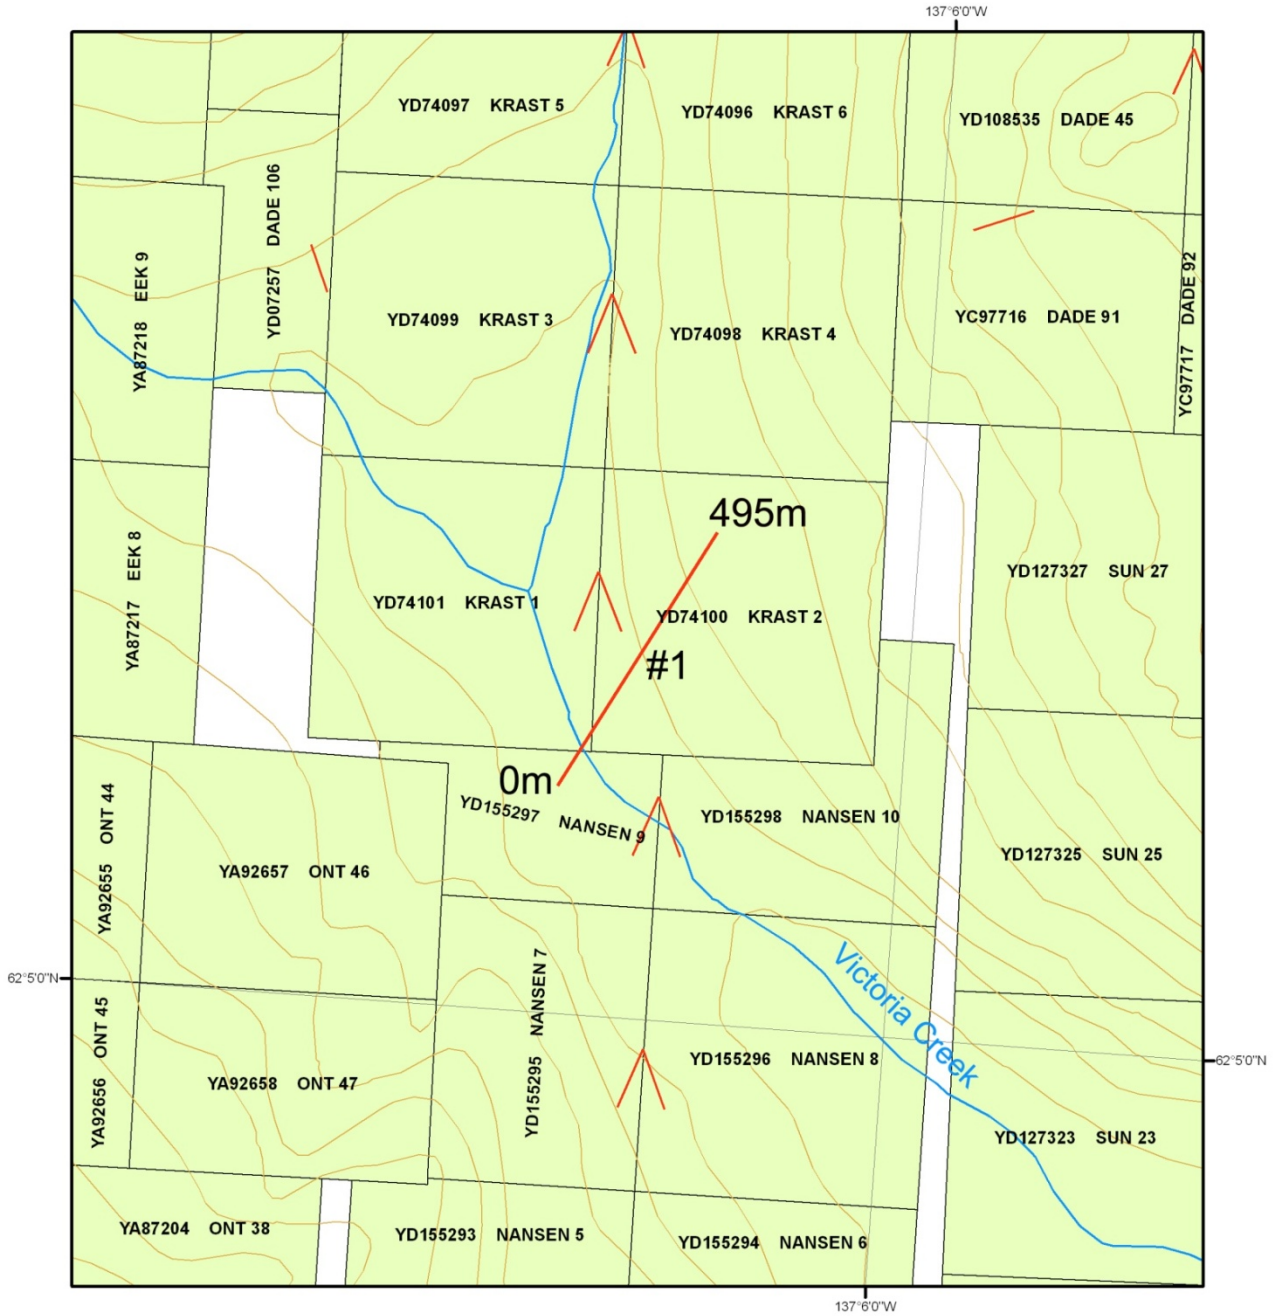 137°6'0"W
YD74097 KRAST 5
YD74096 KRAST 6
YD108535 DADE 45
YD07257 DADE 106
YA87218 EEK 9
YD74099 KRAST 3
YD74098 KRAST 4
YC97716 DADE 91
YC97717 DADE 92
495m
YA87217 EEK 8
YD74101 KRAST 1
YD74100 KRAST 2
YD127327 SUN 27
#1
0m
YD155297 NANSEN 9
YD155298 NANSEN 10
YA92655 ONT 44
YA92657 ONT 46
YD127325 SUN 25
62°5'0"N
Victoria Creek
YD155295 NANSEN 7
YA92656 ONT 45
YA92658 ONT 47
YD155296 NANSEN 8
62°5'0"N
YD127323 SUN 23
YA87204 ONT 38
YD155293 NANSEN 5
YD155294 NANSEN 6
137°6'0"W